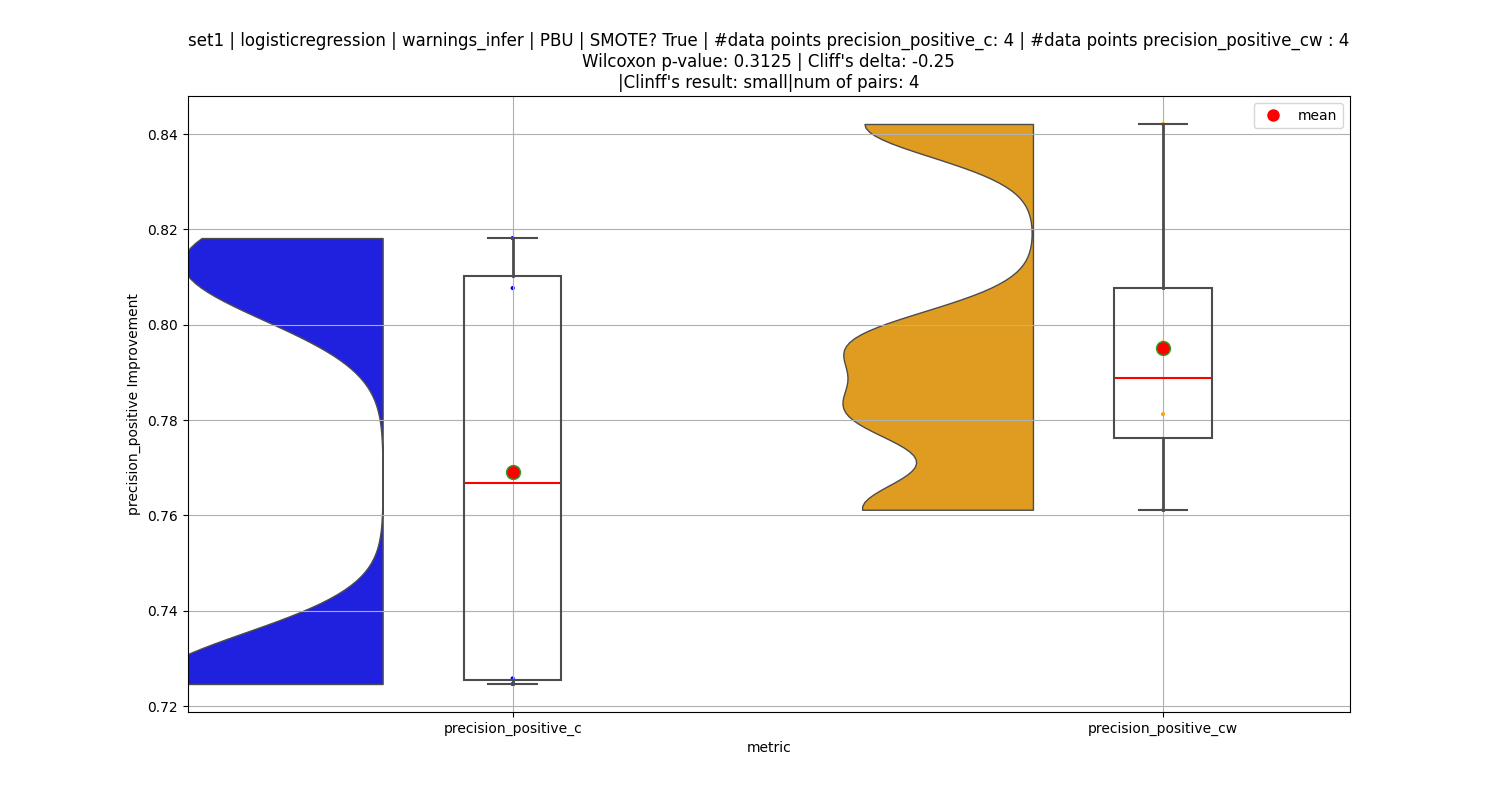 set1 | logisticregression | warnings_infer | PBU | SMOTE? True | #data points precision_positive_c: 4 | #data points precision_positive_cw : 4
Wilcoxon p-value: 0.3125 | Cliff's delta: -0.25
|Clinff's result: small|num of pairs: 4
mean
0.84
0.82
0.80
0.78
0.76
0.74
0.72
precision_positive Improvement
precision_positive_c
precision_positive_cw
metric